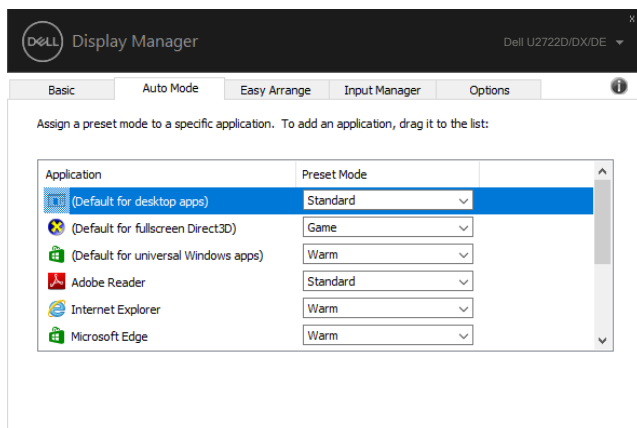 x
DELL Display Manager Dell U2722D/DX/DE
Basic Auto Mode Easy Arrange Input Manager Options i
Assign a preset mode to a specific application. To add an application, drag it to the list:
Application Preset Mode
(Default for desktop apps) Standard
(Default for fullscreen Direct3D) Game
(Default for universal Windows apps) Warm
Adobe Reader Standard
Internet Explorer Warm
Microsoft Edge Warm